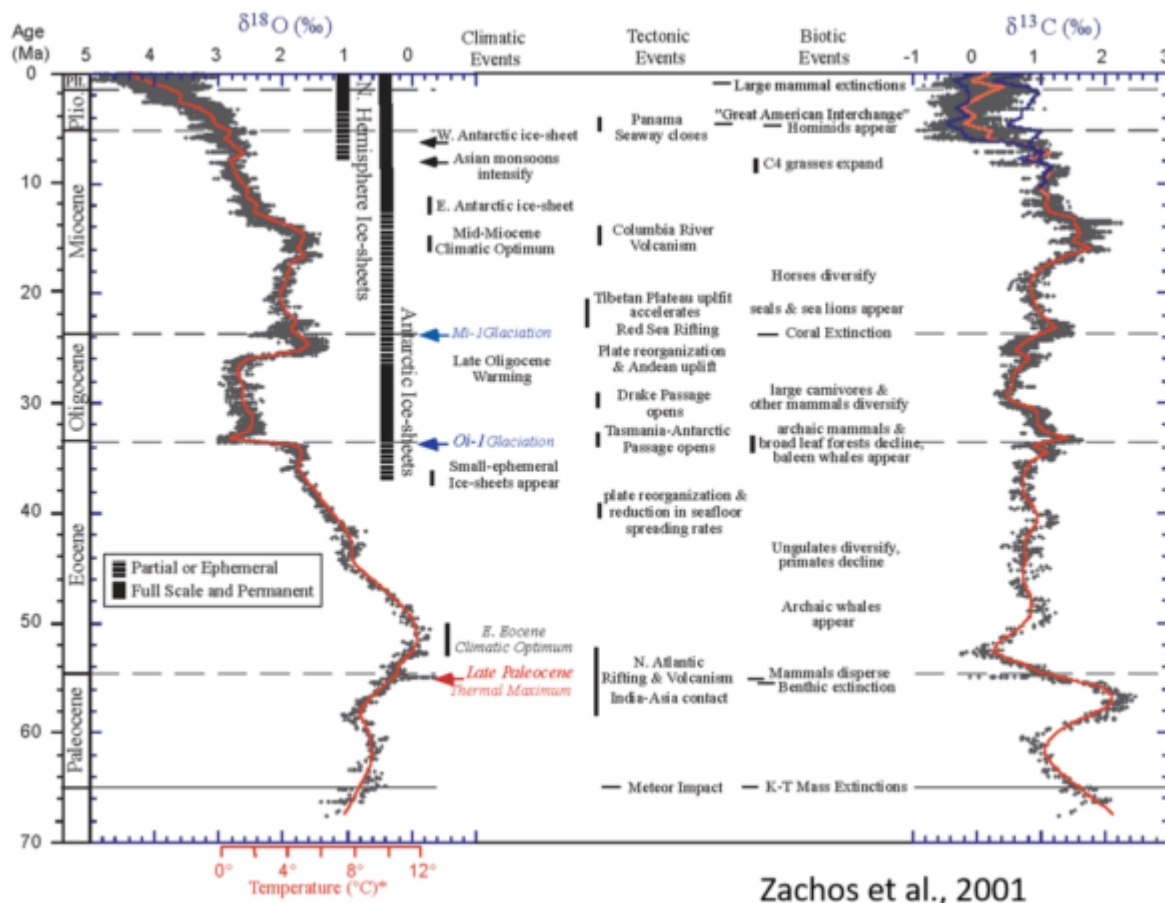 Age
(Ma)
δ18O (‰)
5 4 3 2 1 0
Climatic
Events
Tectonic
Events
Biotic
Events
δ13C (‰)
-1 0 1 2 3
0
10
20
30
40
50
60
70
Plt.
Plio.
Miocene
Oligocene
Eocene
Paleocene
N. Hemisphere Ice-sheets
Antarctic Ice-sheets
W. Antarctic ice-sheet
Asian monsoons
intensify
E. Antarctic ice-sheet
Mid-Miocene
Climatic Optimum
Mi-1Glaciation
Late Oligocene
Warming
Oi-1 Glaciation
Small-ephemeral
Ice-sheets appear
E. Eocene
Climatic Optimum
Late Paleocene
Thermal Maximum
Panama
Seaway closes
Columbia River
Volcanism
Tibetan Plateau uplfit
accelerates
Red Sea Rifting
Plate reorganization
& Andean uplift
Drake Passage
opens
Tasmania-Antarctic
Passage opens
plate reorganization &
reduction in seafloor
spreading rates
N. Atlantic
Rifting & Volcanism
India-Asia contact
Meteor Impact
Large mammal extinctions
"Great American Interchange"
Hominids appear
C4 grasses expand
Horses diversify
seals & sea lions appear
Coral Extinction
large carnivores &
other mammals diversify
archaic mammals &
broad leaf forests decline,
baleen whales appear
Ungulates diversify,
primates decline
Archaic whales
appear
Mammals disperse
Benthic extinction
K-T Mass Extinctions
Partial or Ephemeral
Full Scale and Permanent
0° 4° 8° 12°
Temperature (°C)*
Zachos et al., 2001